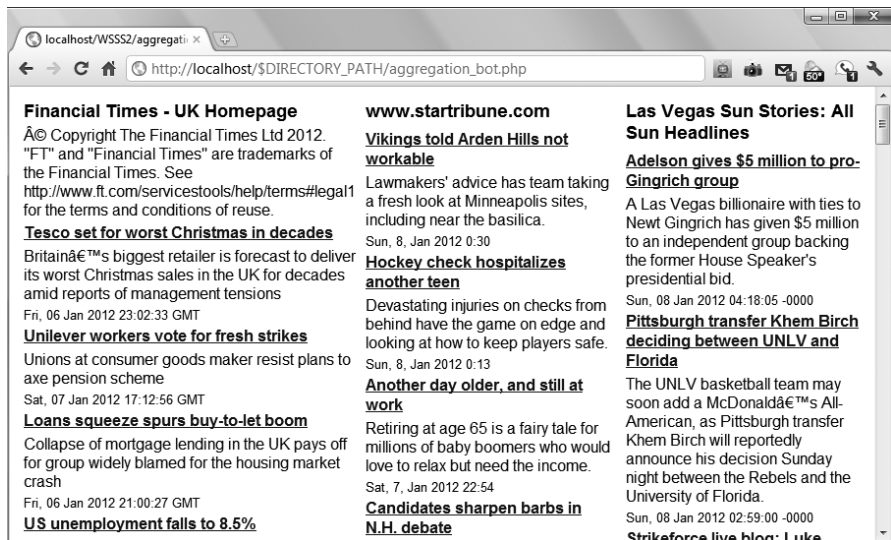 localhost/WSSS2/aggregati
http://localhost/$DIRECTORY_PATH/aggregation_bot.php
1
50*
1
Financial Times - UK Homepage
Â© Copyright The Financial Times Ltd 2012.
"FT" and "Financial Times" are trademarks of
the Financial Times. See
http://www.ft.com/servicestools/help/terms#legal1
for the terms and conditions of reuse.
Tesco set for worst Christmas in decades
Britainâ€™s biggest retailer is forecast to deliver
its worst Christmas sales in the UK for decades
amid reports of management tensions
Fri, 06 Jan 2012 23:02:33 GMT
Unilever workers vote for fresh strikes
Unions at consumer goods maker resist plans to
axe pension scheme
Sat, 07 Jan 2012 17:12:56 GMT
Loans squeeze spurs buy-to-let boom
Collapse of mortgage lending in the UK pays off
for group widely blamed for the housing market
crash
Fri, 06 Jan 2012 21:00:27 GMT
US unemployment falls to 8.5%
www.startribune.com
Vikings told Arden Hills not
workable
Lawmakers' advice has team taking
a fresh look at Minneapolis sites,
including near the basilica.
Sun, 8, Jan 2012 0:30
Hockey check hospitalizes
another teen
Devastating injuries on checks from
behind have the game on edge and
looking at how to keep players safe.
Sun, 8, Jan 2012 0:13
Another day older, and still at
work
Retiring at age 65 is a fairy tale for
millions of baby boomers who would
love to relax but need the income.
Sat, 7, Jan 2012 22:54
Candidates sharpen barbs in
N.H. debate
Las Vegas Sun Stories: All
Sun Headlines
Adelson gives $5 million to pro-
Gingrich group
A Las Vegas billionaire with ties to
Newt Gingrich has given $5 million
to an independent group backing
the former House Speaker's
presidential bid.
Sun, 08 Jan 2012 04:18:05 -0000
Pittsburgh transfer Khem Birch
deciding between UNLV and
Florida
The UNLV basketball team may
soon add a McDonaldâ€™s All-
American, as Pittsburgh transfer
Khem Birch will reportedly
announce his decision Sunday
night between the Rebels and the
University of Florida.
Sun, 08 Jan 2012 02:59:00 -0000
Strikeforce live blog: Luke